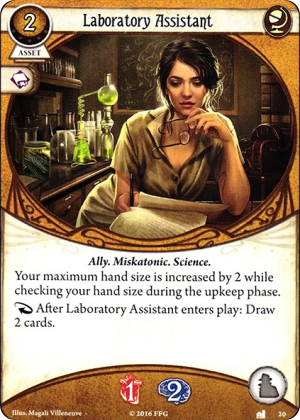 2
Laboratory Assistant
ASSET
Ally. Miskatonic. Science.
Your maximum hand size is increased by 2 while
checking your hand size during the upkeep phase.
After Laboratory Assistant enters play: Draw
2 cards.
1 2
Illus. Magali Villeneuve © 2016 FFG 20